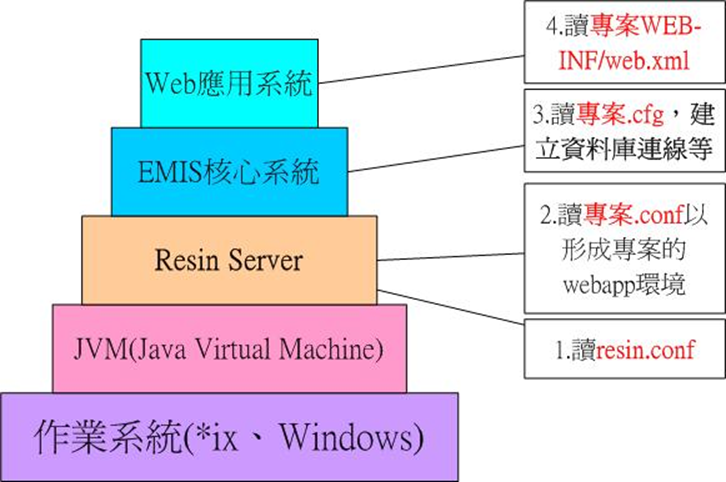 Web應用系統
EMIS核心系統
Resin Server
JVM(Java Virtual Machine)
作業系統(*ix、Windows)
4.讀專案WEB-
INF/web.xml
3.讀專案.cfg，建
立資料庫連線等
2.讀專案.conf以
形成專案的
webapp環境
1.讀resin.conf